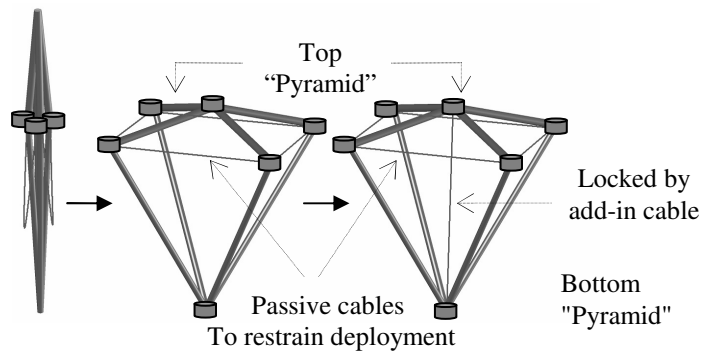 Top
“Pyramid”
Locked by
add-in cable
Passive cables
To restrain deployment
Bottom
"Pyramid"